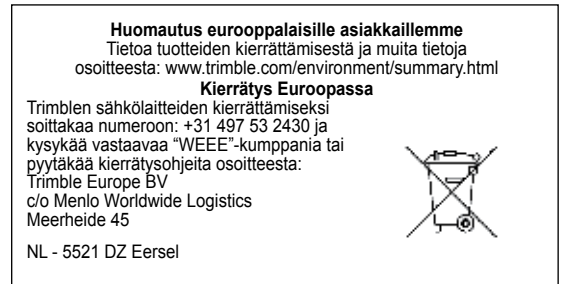 Huomautus eurooppalaisille asiakkaillemme
Tietoa tuotteiden kierrättämisestä ja muita tietoja
osoitteesta: www.trimble.com/environment/summary.html
Kierrätys Euroopassa
Trimblen sähkölaitteiden kierrättämiseksi
soittakaa numeroon: +31 497 53 2430 ja
kysykää vastaavaa “WEEE”-kumppania tai
pyytäkää kierrätysohjeita osoitteesta:
Trimble Europe BV
c/o Menlo Worldwide Logistics
Meerheide 45
NL - 5521 DZ Eersel